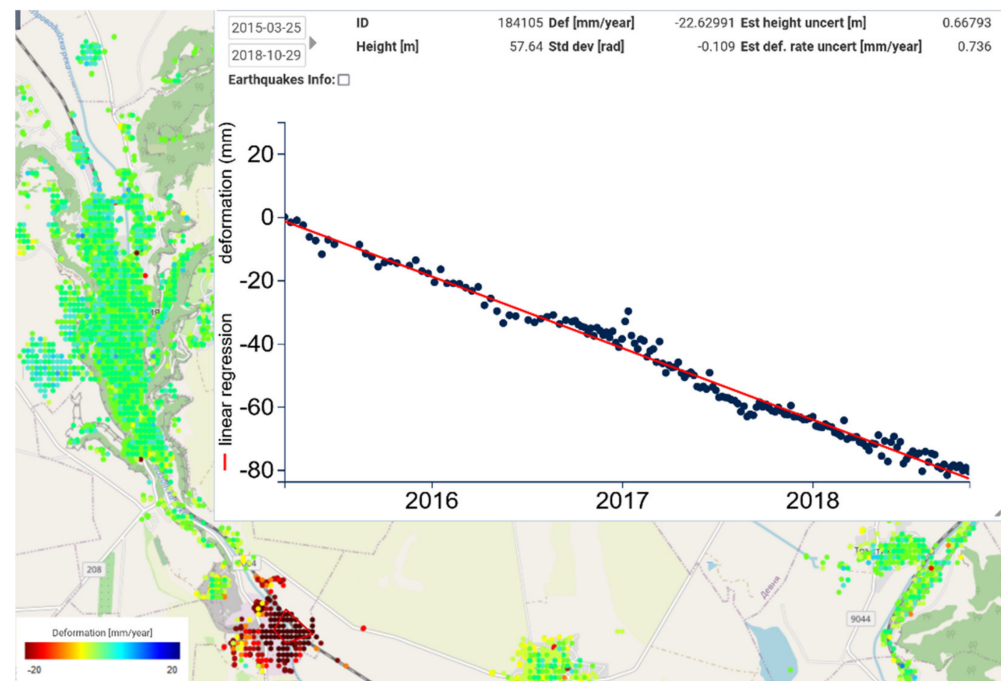 2015-03-25
2018-10-29
Earthquakes Info:
ID 184105 Def [mm/year] -22.62991 Est height uncert [m] 0.66793
Height [m] 57.64 Std dev [rad] -0.109 Est def. rate uncert [mm/year] 0.736
deformation (mm)
linear regression
20
0
-20
-40
-60
-80
2016
2017
2018
208
Девня
9044
Deformation [mm/year]
-20 20